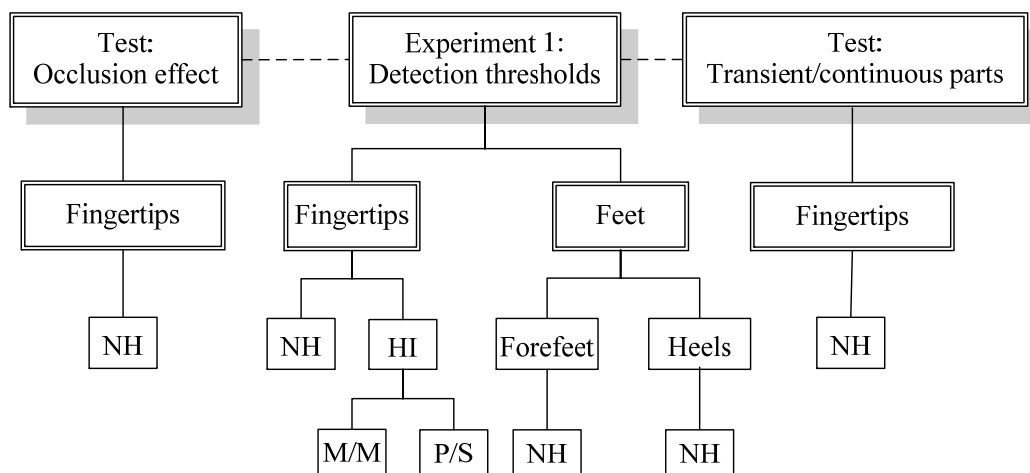 Test:
Occlusion effect
Experiment 1:
Detection thresholds
Test:
Transient/continuous parts
Fingertips
Fingertips
Feet
Fingertips
NH
NH
HI
Forefeet
Heels
NH
M/M
P/S
NH
NH